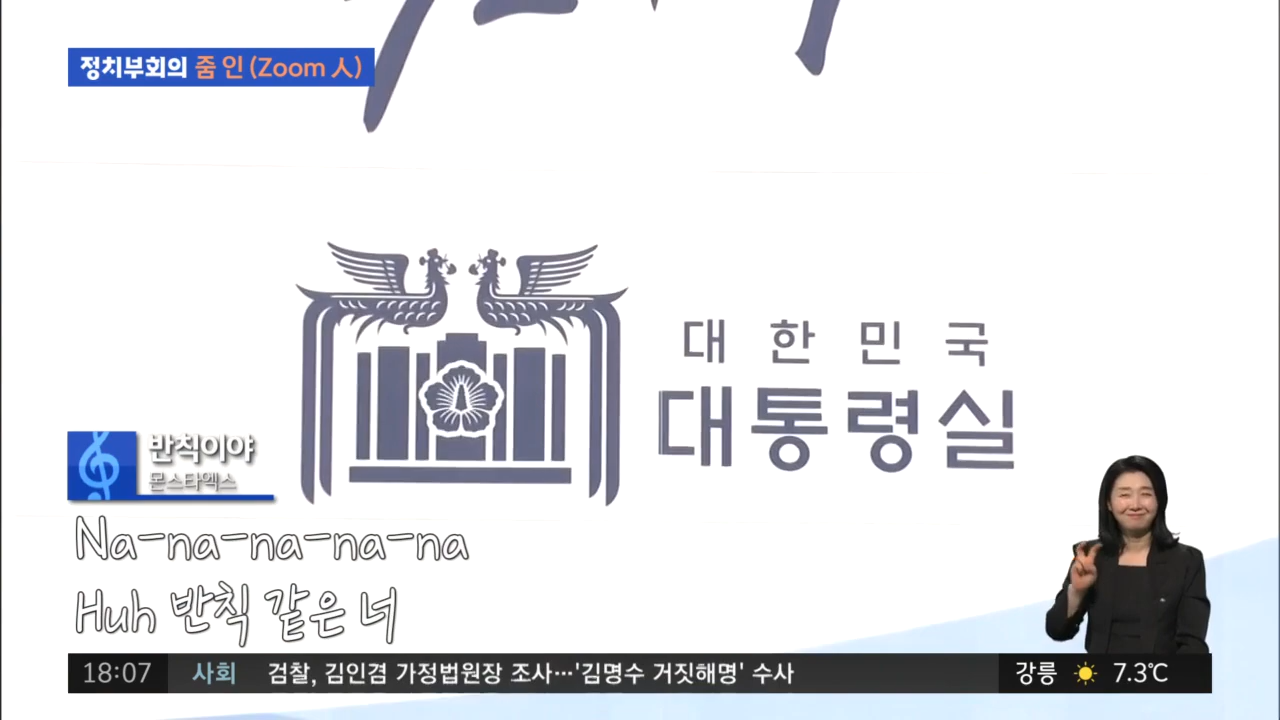 정치부회의 줌 인 (Zoom 人)
대한민국
대통령실
반칙이야
몬스타엑스
Na-na-na-na-na
Huh 반칙 같은 너
18:07 사회 검찰, 김인겸 가정법원장 조사…'김명수 거짓해명' 수사 강릉 7.3℃